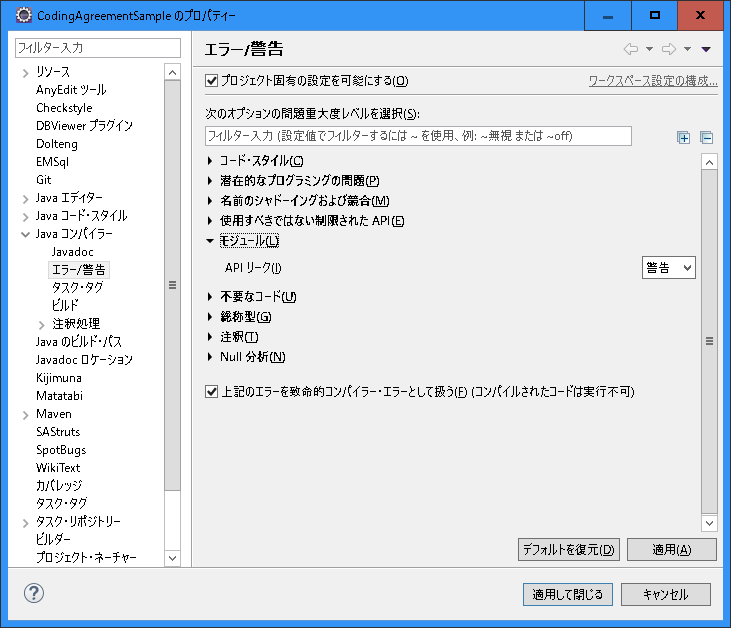 CodingAgreementSample のプロパティー
フィルター入力
リソース
AnyEdit ツール
Checkstyle
DBViewer プラグイン
Dolteng
EMSql
Git
Java エディター
Java コード・スタイル
Java コンパイラー
Javadoc
エラー/警告
タスク・タグ
ビルド
注釈処理
Java のビルド・パス
Javadoc ロケーション
Kijimuna
Matatabi
Maven
SAStruts
SpotBugs
WikiText
カバレッジ
タスク・タグ
タスク・リポジトリー
ビルダー
プロジェクト・ネーチャー
エラー/警告
プロジェクト固有の設定を可能にする(O)
ワークスペース設定の構成...
次のオプションの問題重大度レベルを選択(S):
フィルター入力 (設定値でフィルターするには ~ を使用、例: ~無視 または ~off)
コード・スタイル(C)
潜在的なプログラミングの問題(P)
名前のシャドーイングおよび競合(M)
使用すべきではない制限された API(E)
モジュール(L)
API リーク(I)
警告
不要なコード(U)
総称型(G)
注釈(T)
Null 分析(N)
上記のエラーを致命的コンパイラー・エラーとして扱う(F) (コンパイルされたコードは実行不可)
デフォルトを復元(D)
適用(A)
適用して閉じる
キャンセル